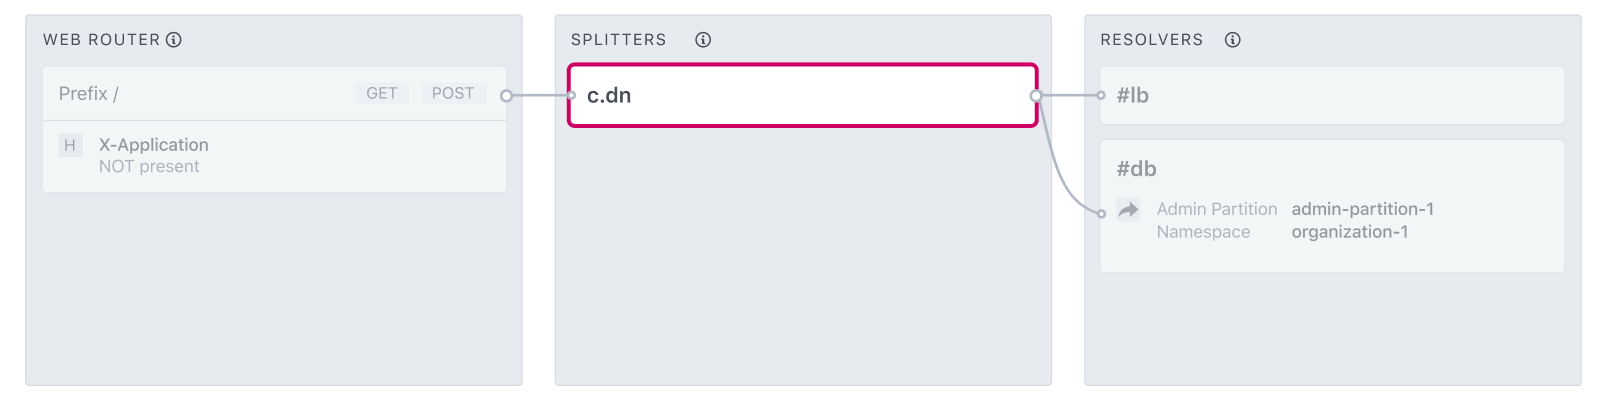 WEB ROUTER
Prefix /
GET
POST
H
X-Application
NOT present
SPLITTERS
c.dn
RESOLVERS
#lb
#db
Admin Partition admin-partition-1
Namespace organization-1